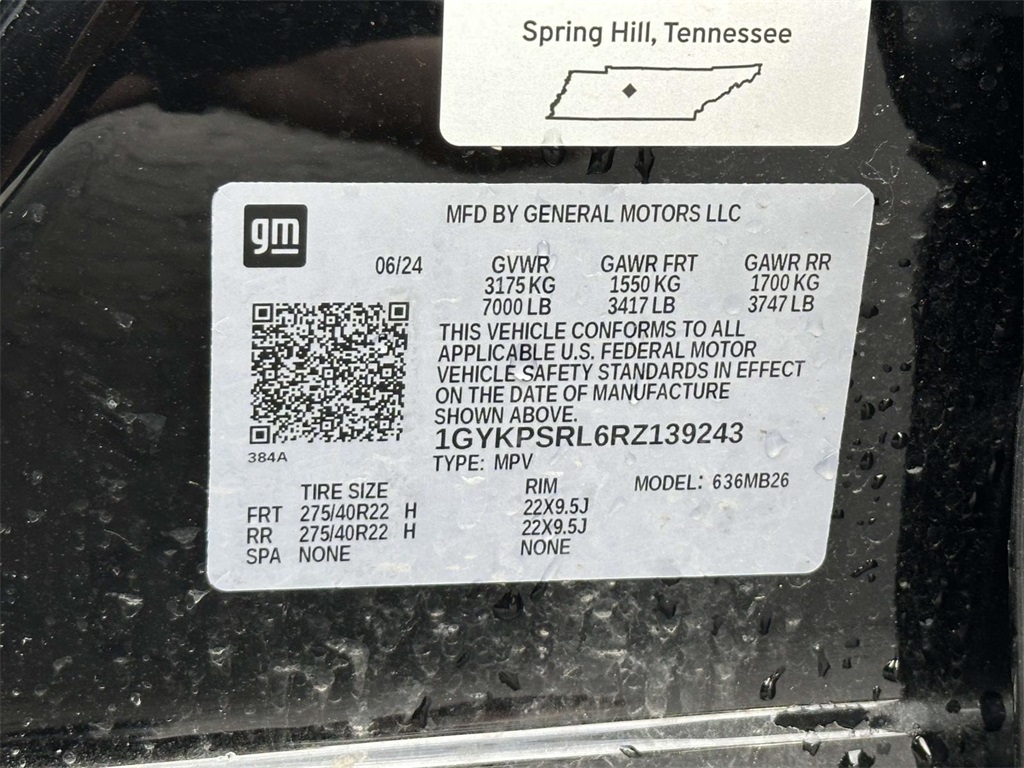 Spring Hill, Tennessee
gm
MFD BY GENERAL MOTORS LLC
06/24 GVWR GAWR FRT GAWR RR
3175 KG 1550 KG 1700 KG
7000 LB 3417 LB 3747 LB
THIS VEHICLE CONFORMS TO ALL
APPLICABLE U.S. FEDERAL MOTOR
VEHICLE SAFETY STANDARDS IN EFFECT
ON THE DATE OF MANUFACTURE
SHOWN ABOVE.
1GYKPSRL6RZ139243
384A
TYPE: MPV
MODEL: 636MB26
TIRE SIZE RIM
FRT 275/40R22 H 22X9.5J
RR 275/40R22 H 22X9.5J
SPA NONE NONE